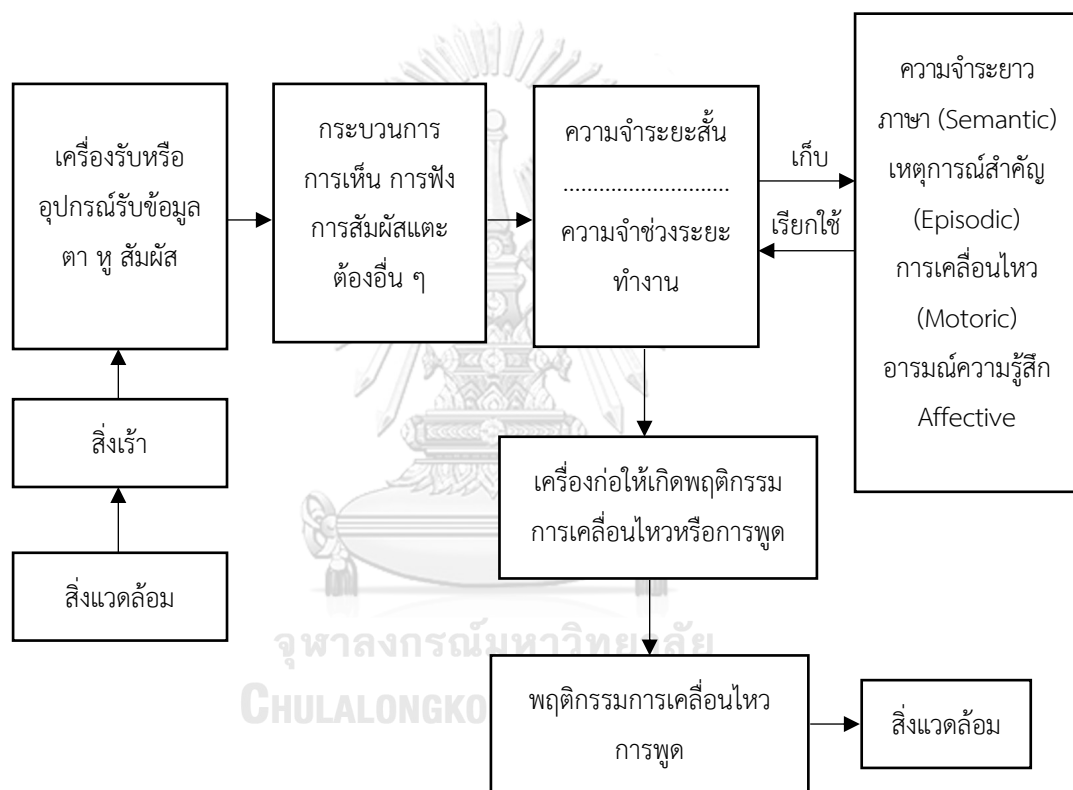 เครื่องรับหรือ
อุปกรณ์รับข้อมูล
ตา หู สัมผัส
กระบวนการ
การเห็น การฟัง
การสัมผัสแตะ
ต้องอื่น ๆ
ความจำระยะสั้น
............................
ความจำช่วงระยะ
ทำงาน
เก็บ
เรียกใช้
ความจำระยาว
ภาษา (Semantic)
เหตุการณ์สำคัญ
(Episodic)
การเคลื่อนไหว
(Motoric)
อารมณ์ความรู้สึก
Affective
สิ่งเร้า
สิ่งแวดล้อม
เครื่องก่อให้เกิดพฤติกรรม
การเคลื่อนไหวหรือการพูด
จุฬาลงกรณ์มหาวิทยาลัย
CHULALONGKO
พฤติกรรมการเคลื่อนไหว
การพูด
สิ่งแวดล้อม